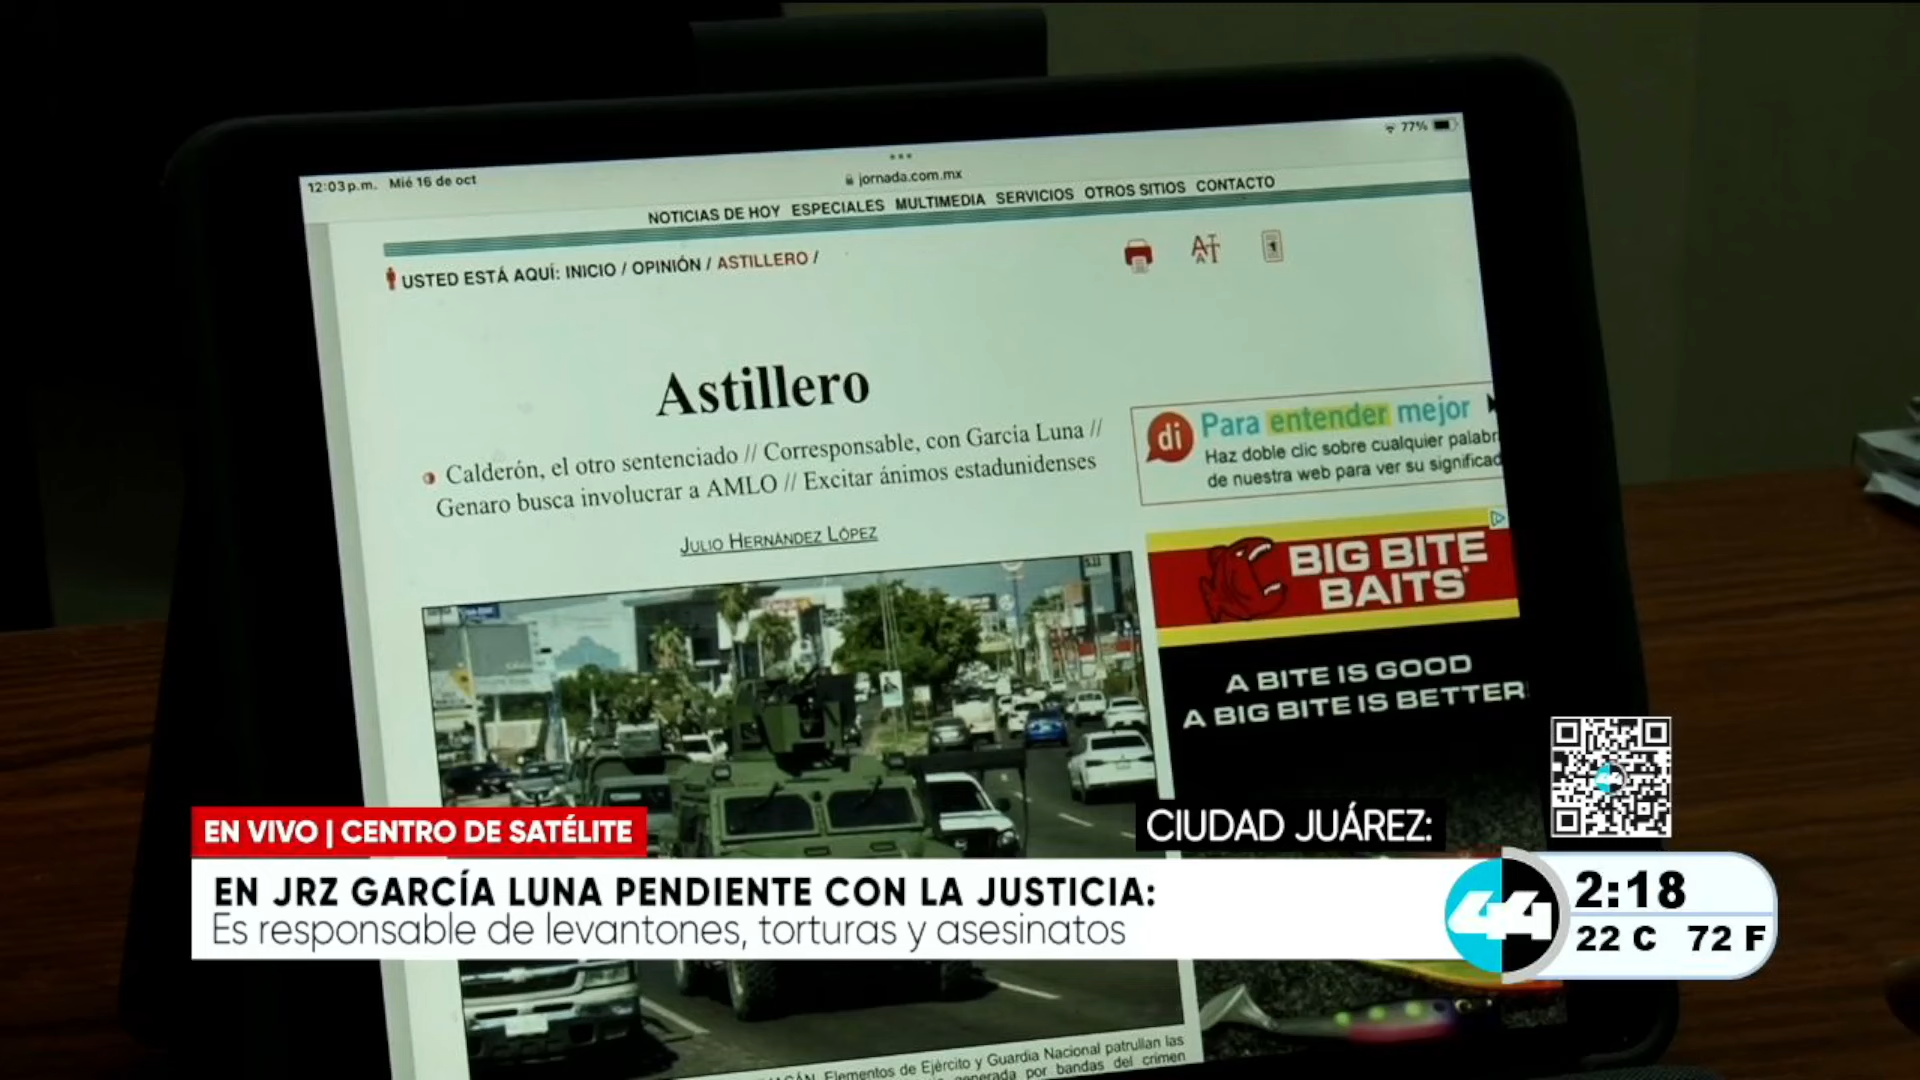 12:03 p.m. Mié 16 de oct
jornada.com.mx
77%
NOTICIAS DE HOY ESPECIALES MULTIMEDIA SERVICIOS OTROS SITIOS CONTACTO
USTED ESTÁ AQUÍ: INICIO / OPINIÓN / ASTILLERO /
Astillero
Calderón, el otro sentenciado // Corresponsable, con García Luna //
Genaro busca involucrar a AMLO // Excitar ánimos estadunidenses
JULIO HERNÁNDEZ LÓPEZ
di
Para entender mejor
Haz doble clic sobre cualquier palabr
de nuestra web para ver su significad
BIG BITE
BAITS
A BITE IS GOOD
A BIG BITE IS BETTER
EN VIVO | CENTRO DE SATÉLITE
CIUDAD JUÁREZ:
EN JRZ GARCÍA LUNA PENDIENTE CON LA JUSTICIA:
Es responsable de levantones, torturas y asesinatos
44
2:18
22 C 72 F
Elementos de Ejército y Guardia Nacional patrullan las
generada por bandas del crimen